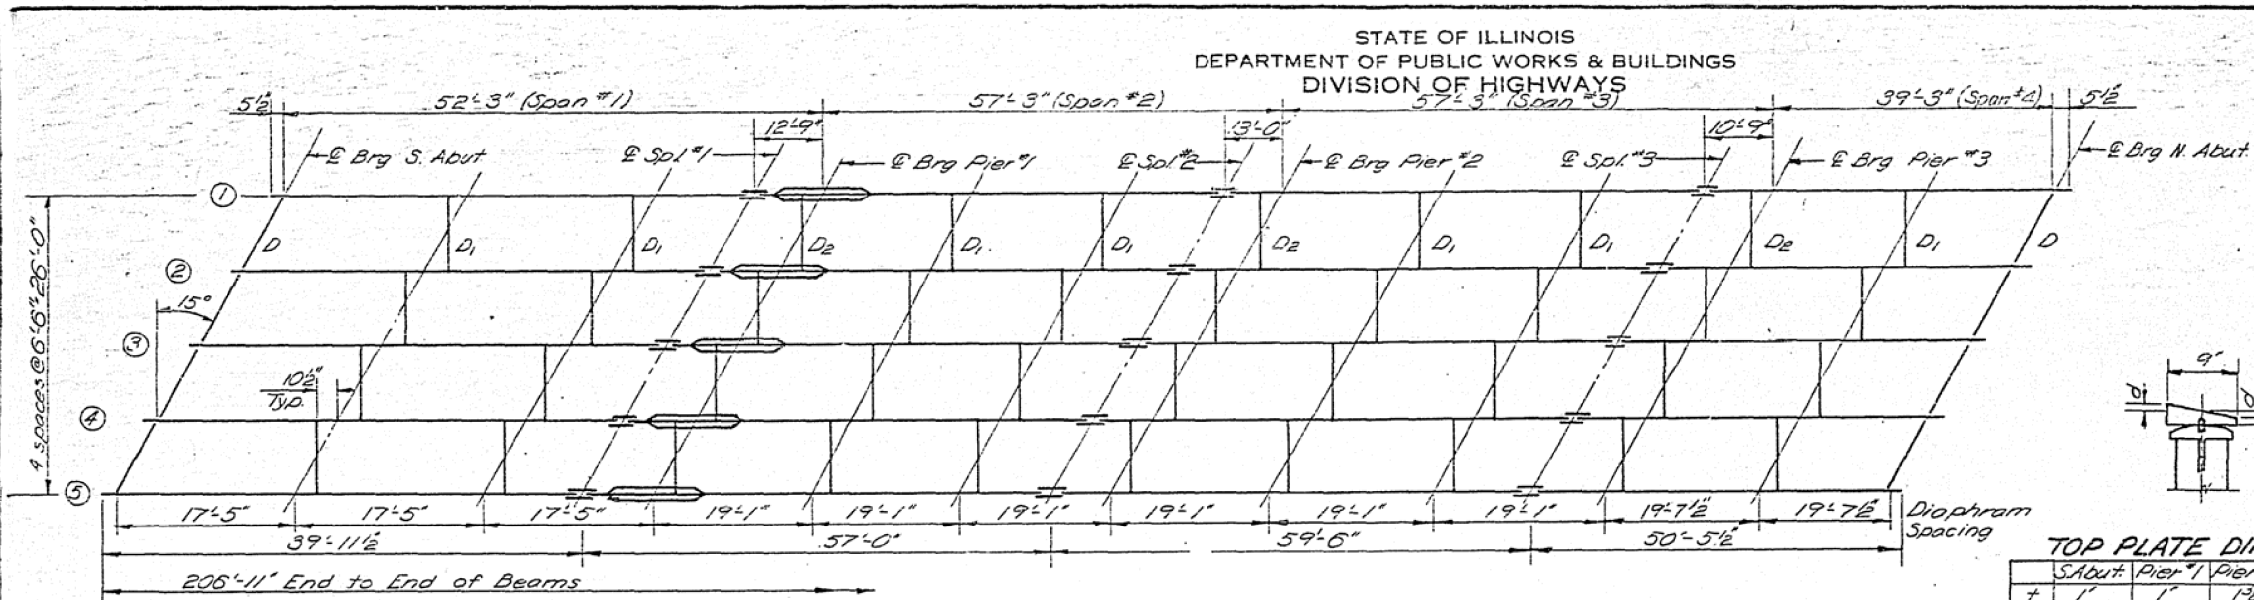 STATE OF ILLINOIS
DEPARTMENT OF PUBLIC WORKS & BUILDINGS
DIVISION OF HIGHWAYS
5½" 52'-3" (Span #1) 57'-3" (Span #2) 57'-3" (Span #3) 39'-3" (Span #4) 5½"
12'-9" 13'-0" 10'-9"
℄ Brg S. Abut. ℄ Spl. #1 ℄ Brg Pier #1 ℄ Spl. #2 ℄ Brg Pier #2 ℄ Spl. #3 ℄ Brg Pier #3 ℄ Brg N. Abut.
1
D D1 D1 D2 D1 D1 D2 D1 D1 D2 D1 D
4 spaces @ 6'-6" = 26'-0"
2
15°
3
10½"
Typ.
4
5
9"
d d
17'-5" 17'-5" 17'-5" 19'-1" 19'-1" 19'-1" 19'-1" 19'-1" 19'-1" 19'-7½" 19'-7½" Diaphram
Spacing
39'-11½" 57'-0" 59'-6" 50'-5½"
206'-11" End to End of Beams
TOP PLATE DI
S.Abut. Pier #1 Pier
t 1" 1"